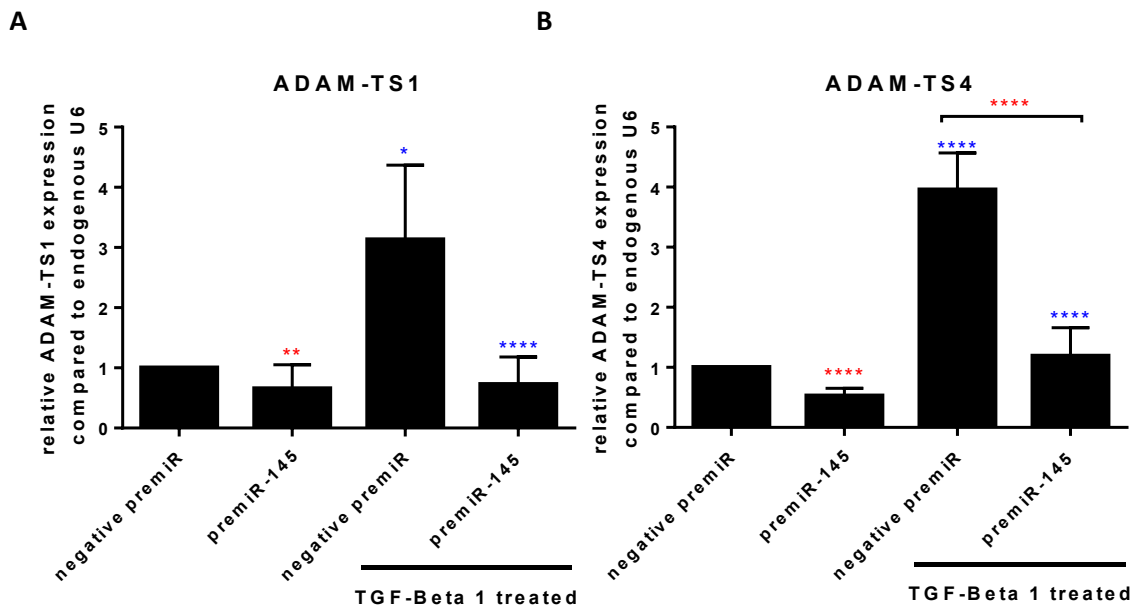 A
ADAM-TS1
relative ADAM-TS1 expression
compared to endogenous U6
5
4
3
2
1
0
**
*
****
negative premiR
premiR-145
negative premiR
premiR-145
TGF-Beta 1 treated
B
ADAM-TS4
relative ADAM-TS4 expression
compared to endogenous U6
5
4
3
2
1
0
****
****
****
****
negative premiR
premiR-145
negative premiR
premiR-145
TGF-Beta 1 treated